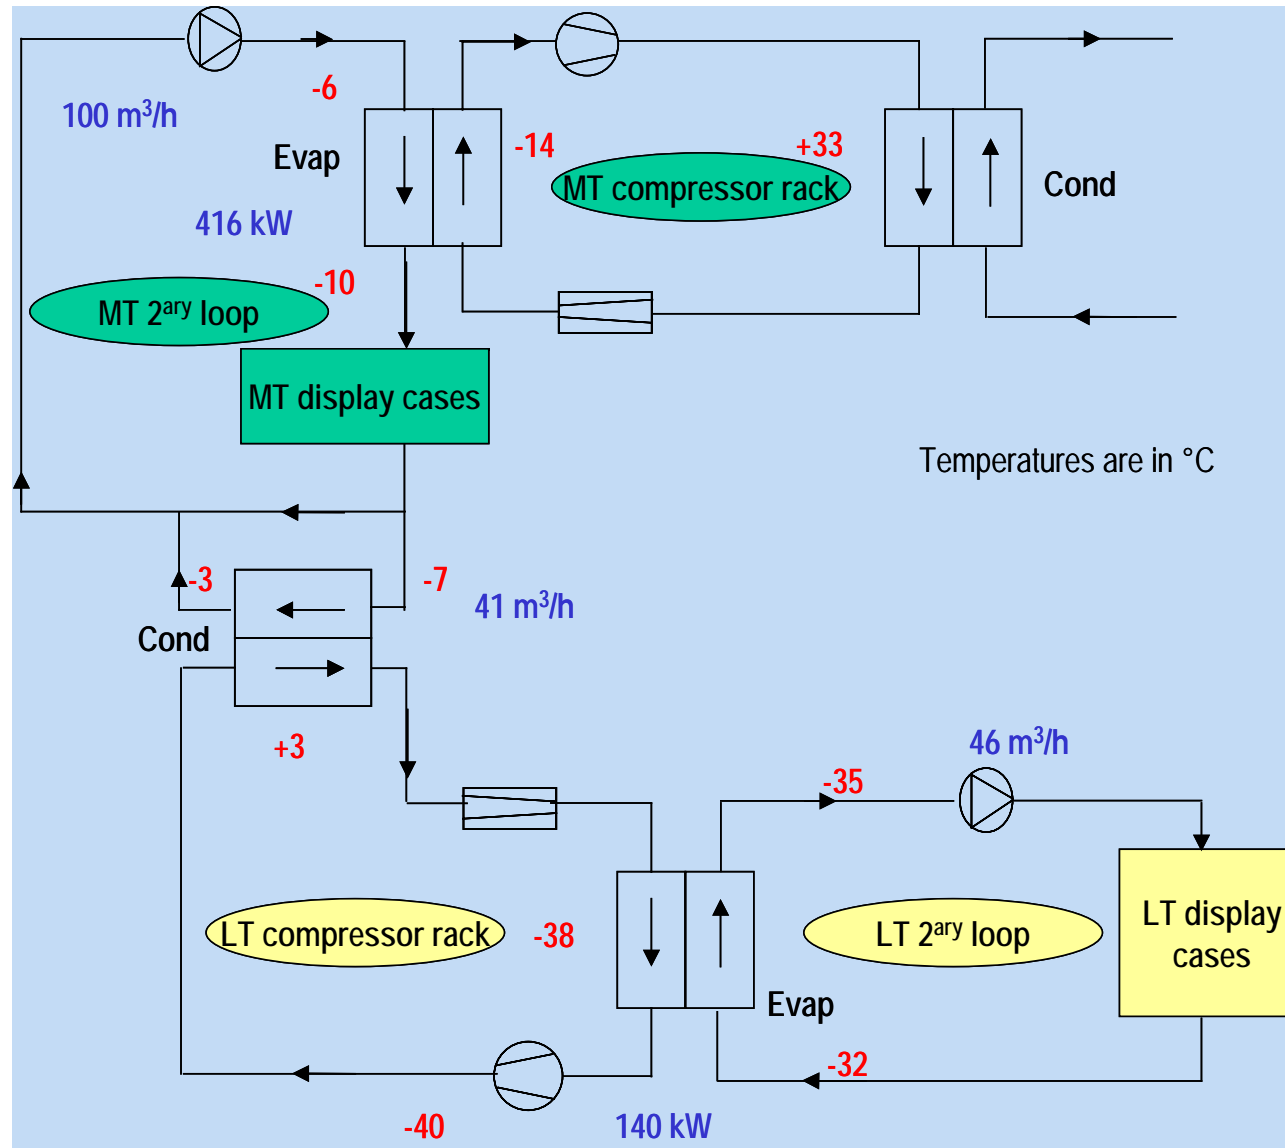 -6
100 m³/h
Evap
-14
+33
MT compressor rack
Cond
416 kW
-10
MT 2ary loop
MT display cases
Temperatures are in °C
-3
-7
41 m³/h
Cond
+3
46 m³/h
-35
LT compressor rack
-38
LT 2ary loop
LT display
cases
Evap
-32
-40
140 kW